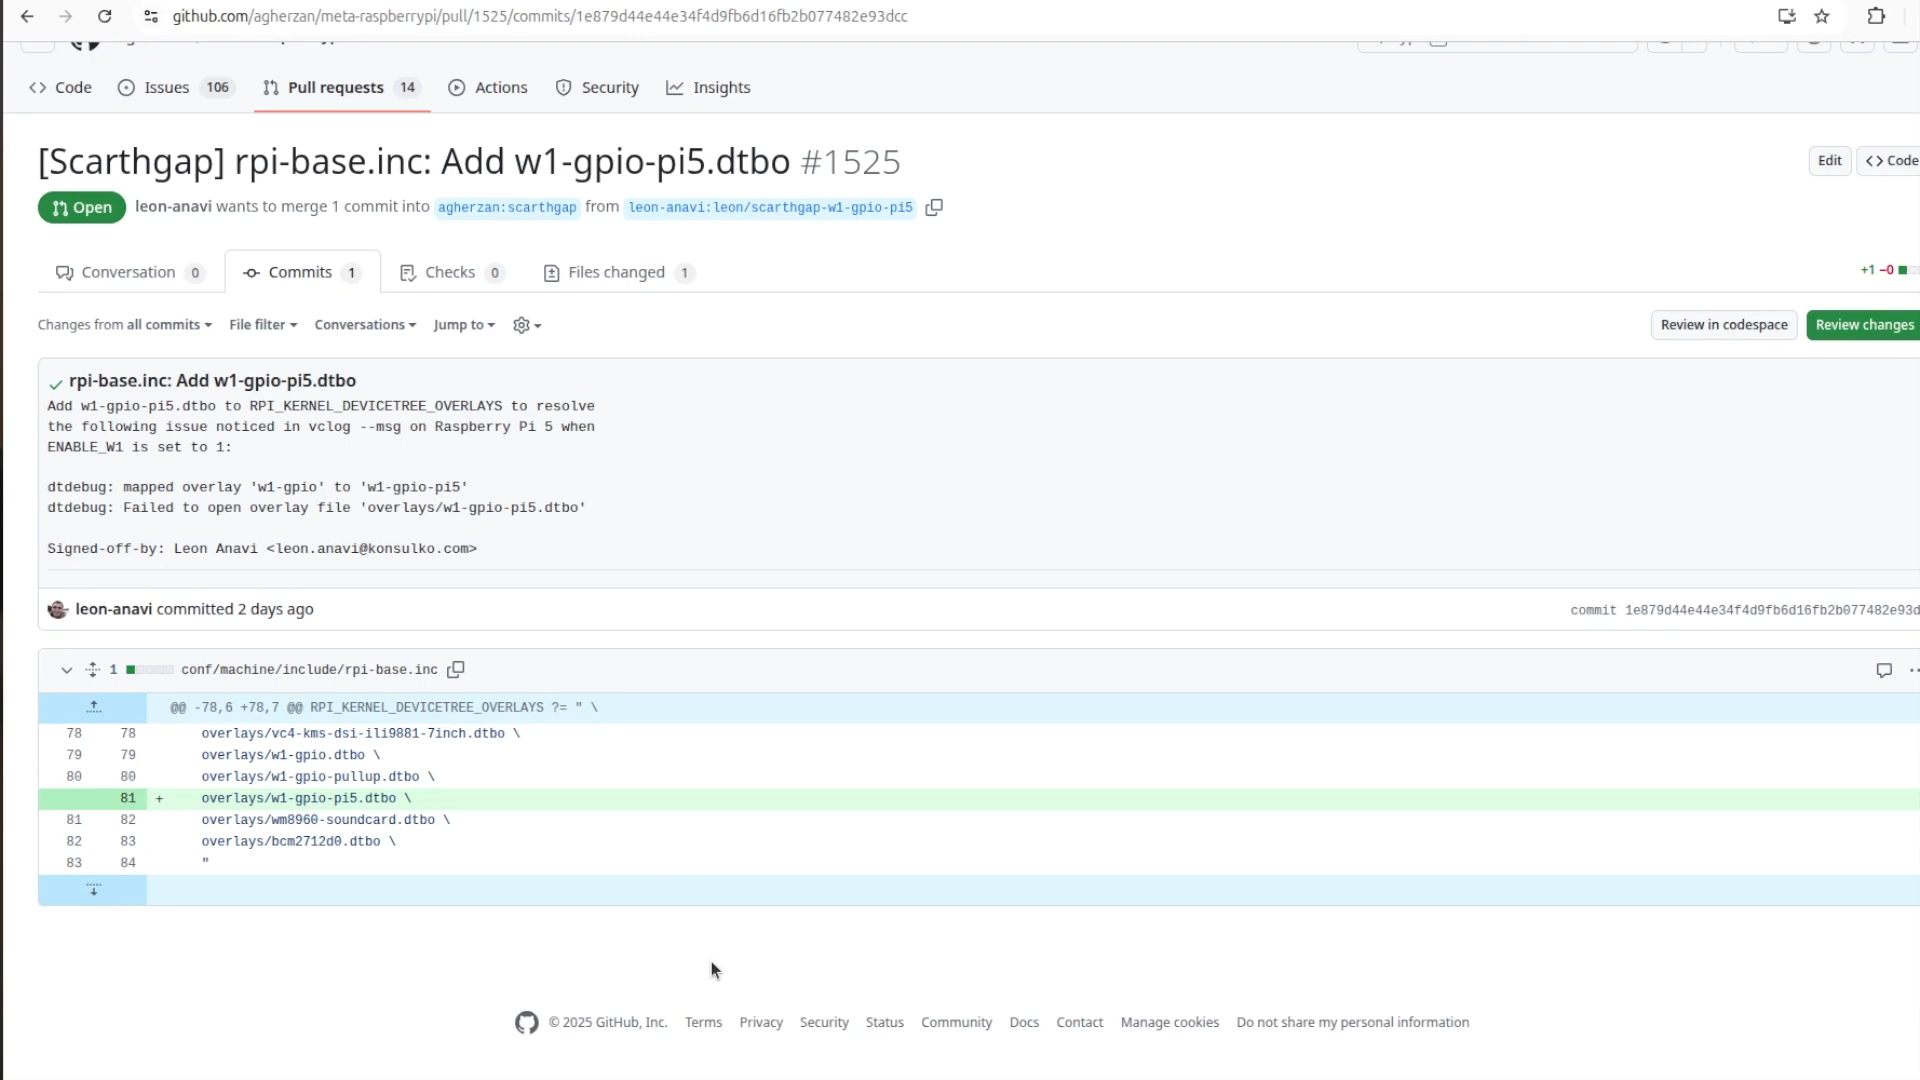 github.com/agherzan/meta-raspberrypi/pull/1525/commits/1e879d44e44e34f4d9fb6d16fb2b077482e93dcc
Code Issues 106 Pull requests 14 Actions Security Insights
[Scarthgap] rpi-base.inc: Add w1-gpio-pi5.dtbo #1525
Edit <> Code
Open leon-anavi wants to merge 1 commit into agherzan:scarthgap from leon-anavi:leon/scarthgap-w1-gpio-pi5
Conversation 0 Commits 1 Checks 0 Files changed 1
+1 −0
Changes from all commits File filter Conversations Jump to
Review in codespace Review changes
rpi-base.inc: Add w1-gpio-pi5.dtbo
Add w1-gpio-pi5.dtbo to RPI_KERNEL_DEVICETREE_OVERLAYS to resolve
the following issue noticed in vclog --msg on Raspberry Pi 5 when
ENABLE_W1 is set to 1:
dtdebug: mapped overlay 'w1-gpio' to 'w1-gpio-pi5'
dtdebug: Failed to open overlay file 'overlays/w1-gpio-pi5.dtbo'
Signed-off-by: Leon Anavi <leon.anavi@konsulko.com>
leon-anavi committed 2 days ago
commit 1e879d44e44e34f4d9fb6d16fb2b077482e93d
1 conf/machine/include/rpi-base.inc
@@ -78,6 +78,7 @@ RPI_KERNEL_DEVICETREE_OVERLAYS ?= " \
78 78 overlays/vc4-kms-dsi-ili9881-7inch.dtbo \
79 79 overlays/w1-gpio.dtbo \
80 80 overlays/w1-gpio-pullup.dtbo \
81 + overlays/w1-gpio-pi5.dtbo \
81 82 overlays/wm8960-soundcard.dtbo \
82 83 overlays/bcm2712d0.dtbo \
83 84 "
© 2025 GitHub, Inc. Terms Privacy Security Status Community Docs Contact Manage cookies Do not share my personal information